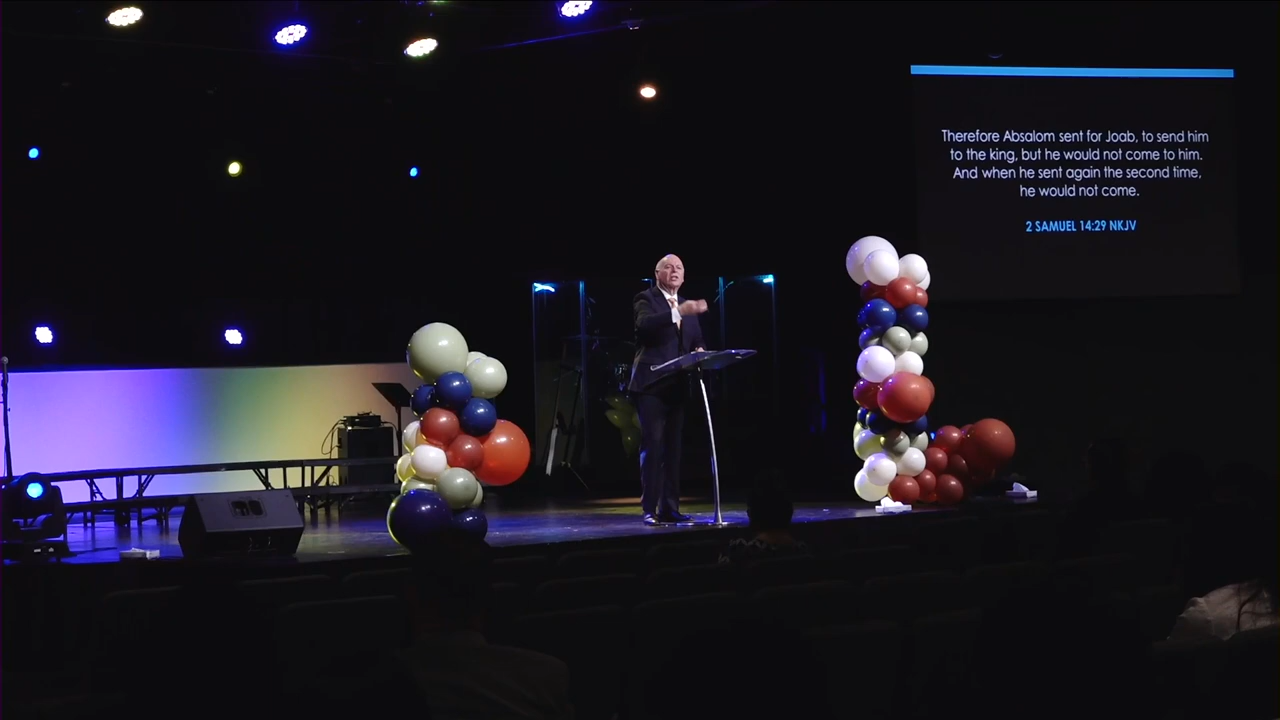 Therefore Absalom sent for Joab, to send him
to the king, but he would not come to him.
And when he sent again the second time,
he would not come.
2 SAMUEL 14:29 NKJV